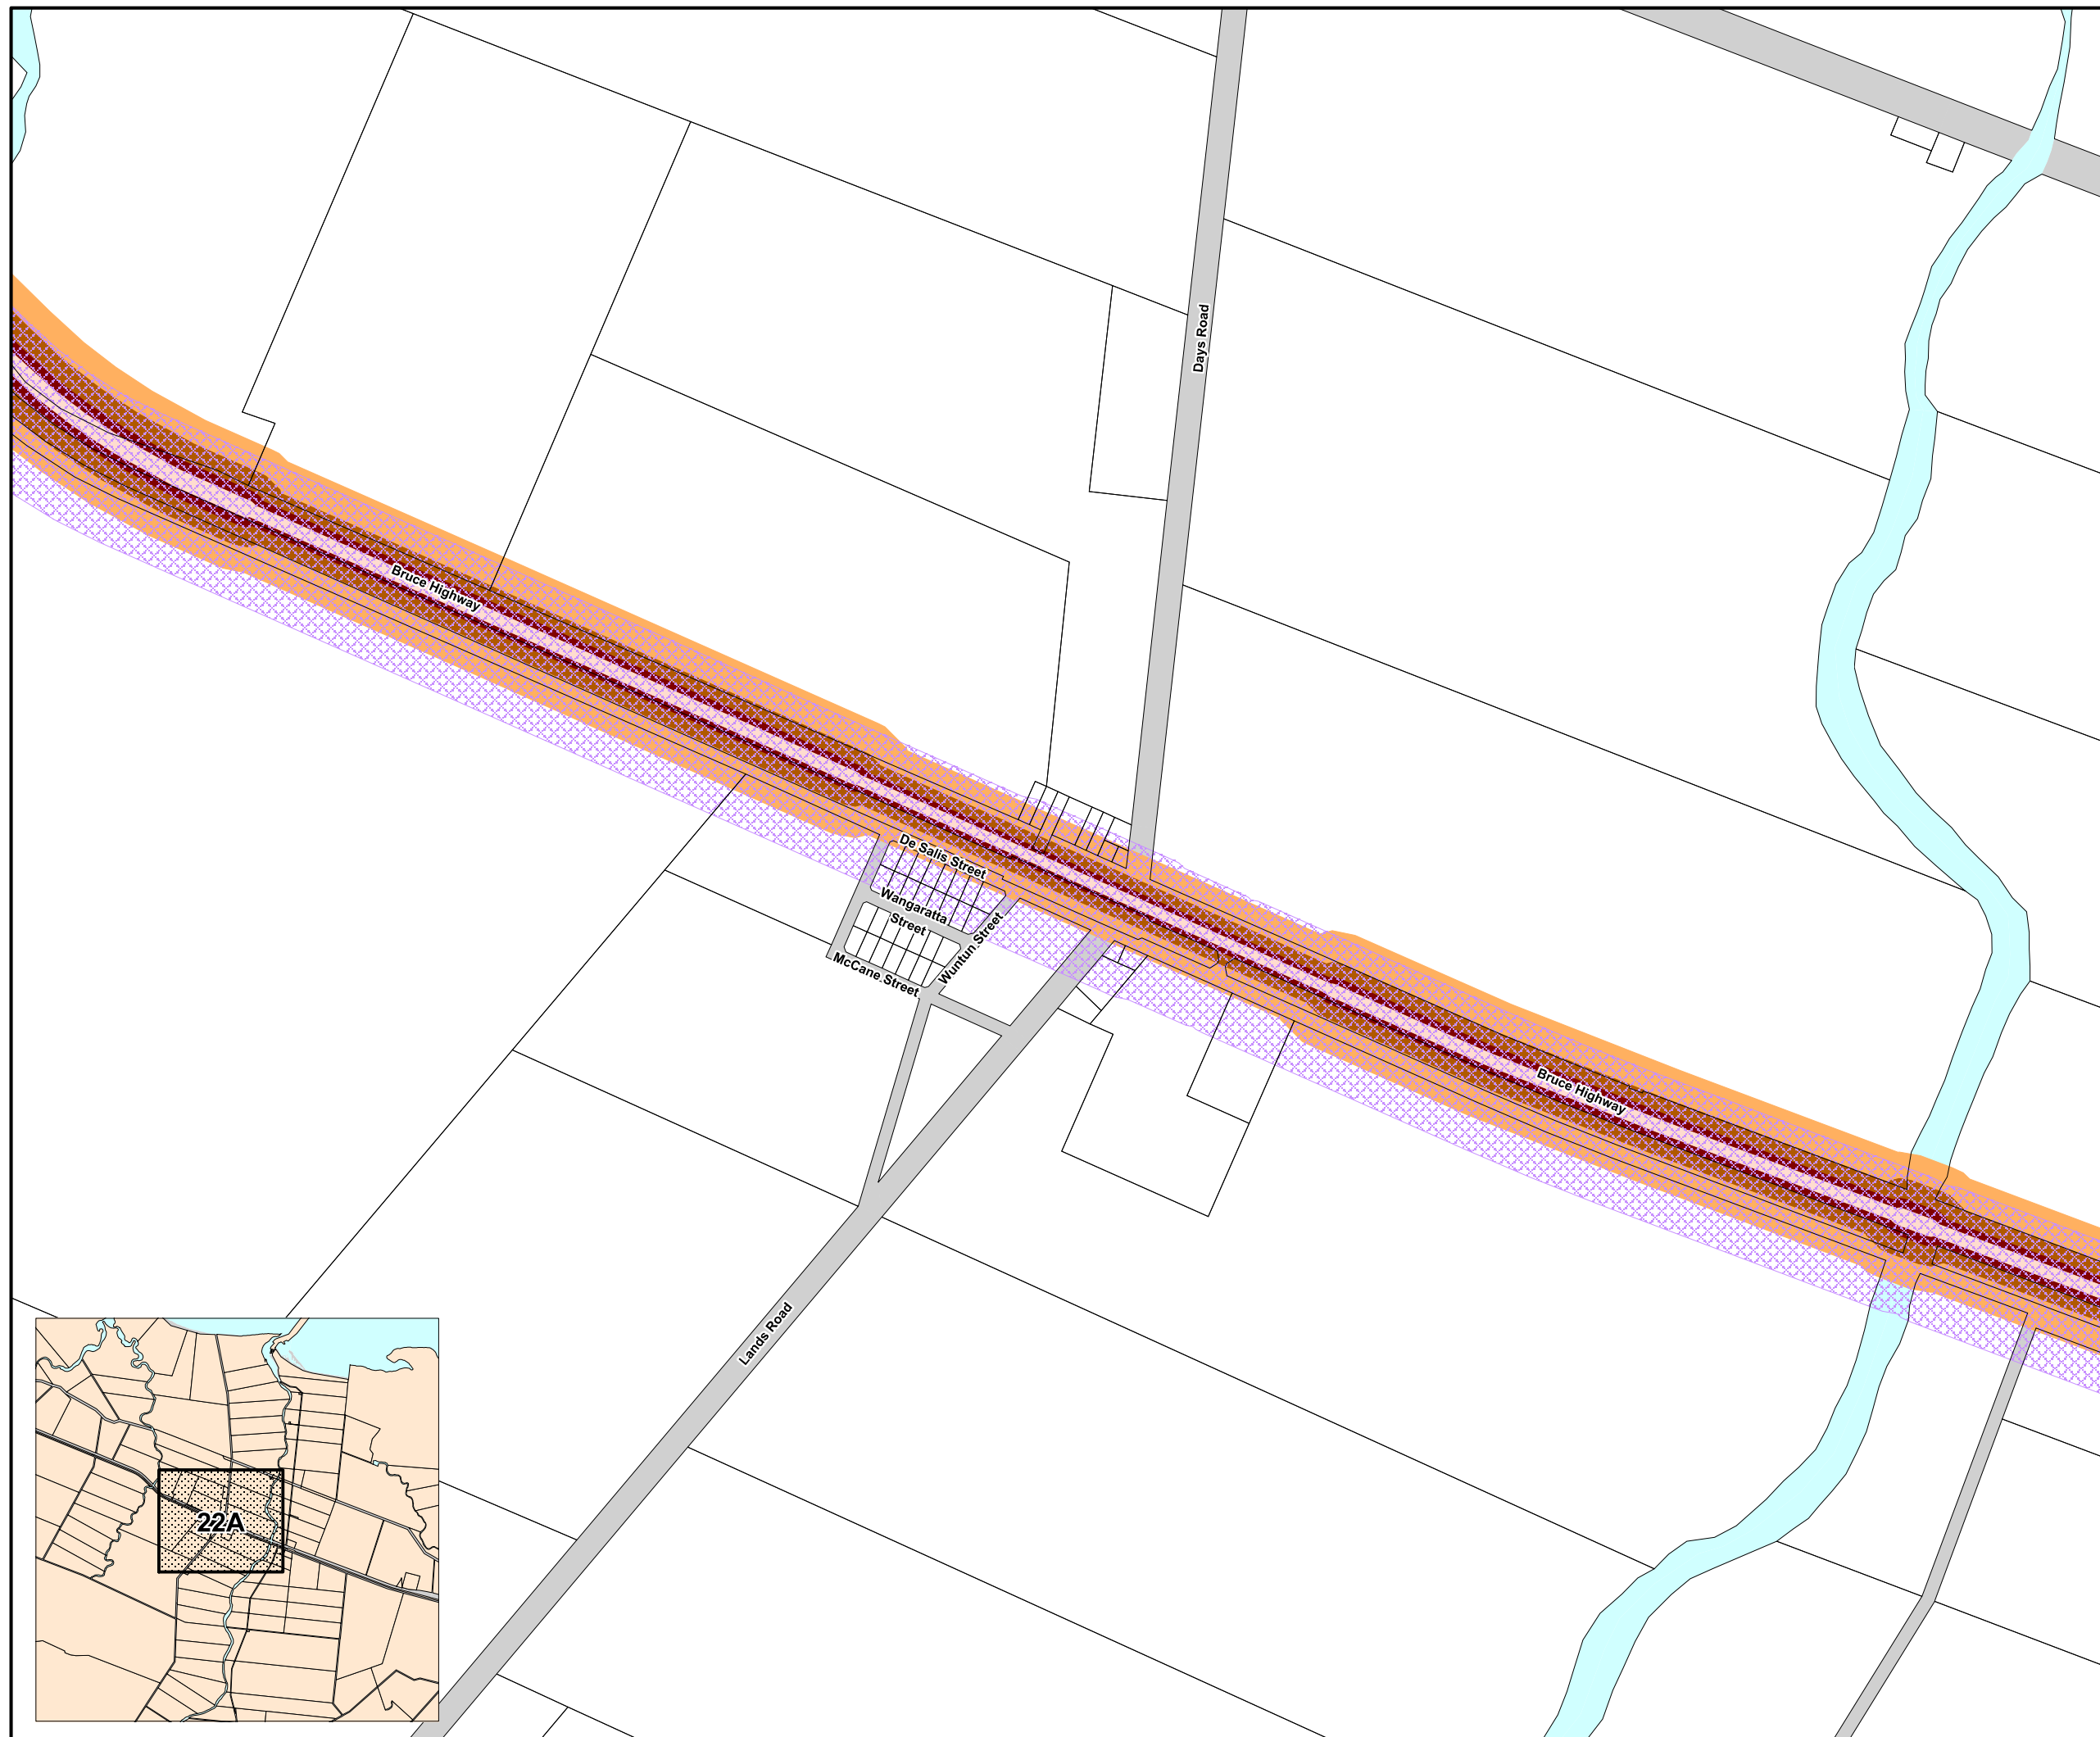 Days Road
Bruce Highway
De Salis Street
Wangaratta
Street
Wuntun Street
McCane Street
Bruce Highway
Lands Road
22A